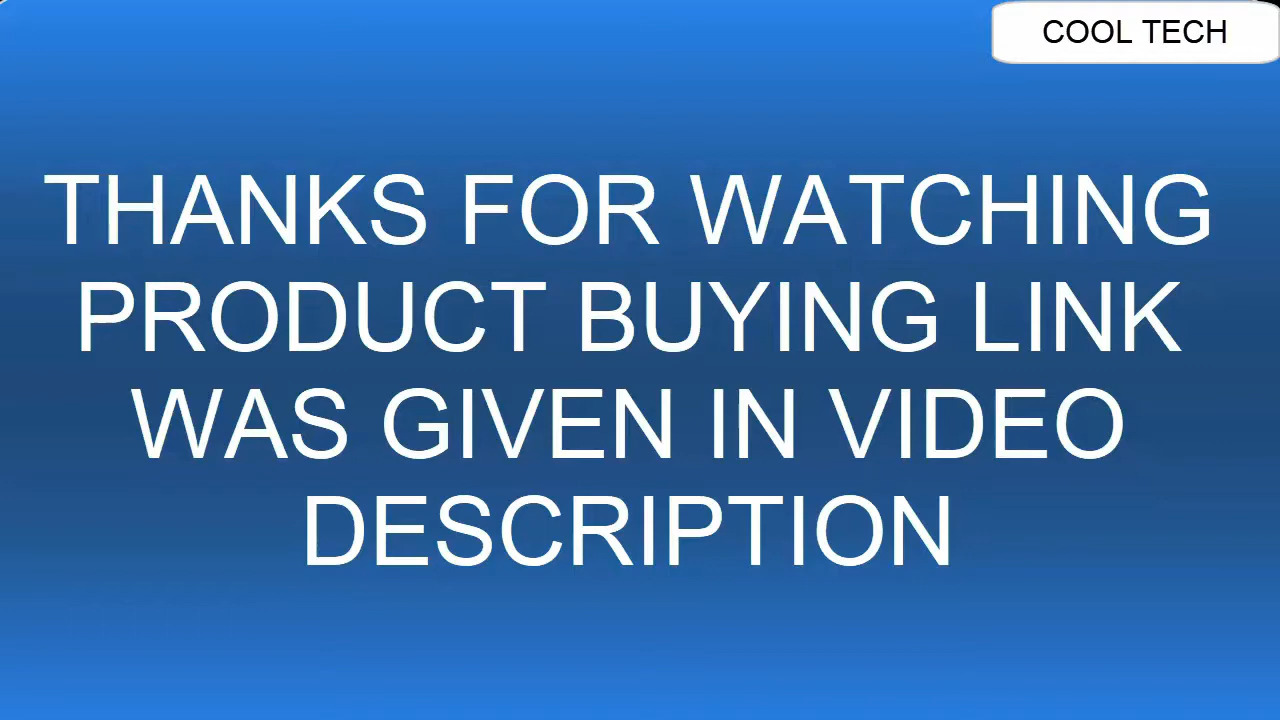 COOL TECH
THANKS FOR WATCHING
PRODUCT BUYING LINK
WAS GIVEN IN VIDEO
DESCRIPTION